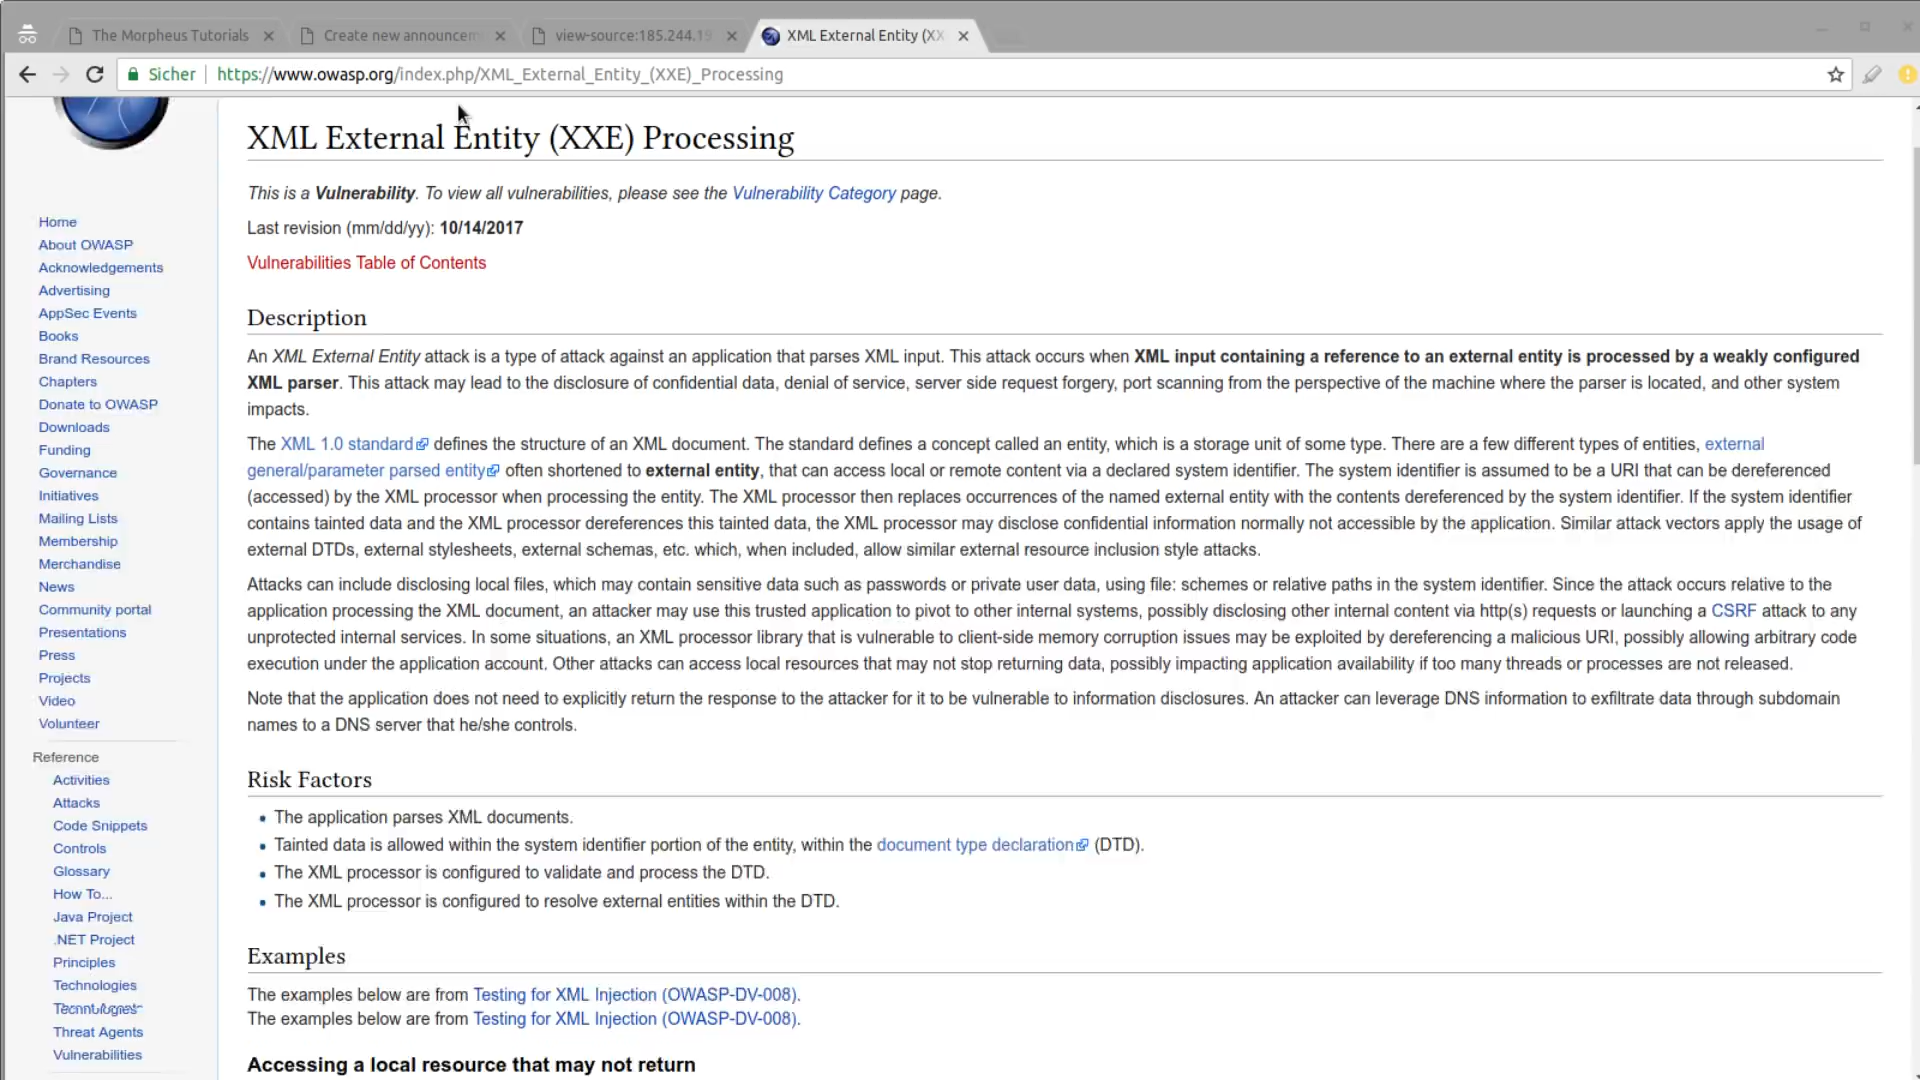 The Morpheus Tutorials
Create new announcem
view-source:185.244.19
XML External Entity (XX
Sicher
https://www.owasp.org/index.php/XML_External_Entity_(XXE)_Processing
XML External Entity (XXE) Processing
This is a Vulnerability. To view all vulnerabilities, please see the Vulnerability Category page.
Last revision (mm/dd/yy): 10/14/2017
Vulnerabilities Table of Contents
Description
An XML External Entity attack is a type of attack against an application that parses XML input. This attack occurs when XML input containing a reference to an external entity is processed by a weakly configured
XML parser. This attack may lead to the disclosure of confidential data, denial of service, server side request forgery, port scanning from the perspective of the machine where the parser is located, and other system
impacts.
The XML 1.0 standard defines the structure of an XML document. The standard defines a concept called an entity, which is a storage unit of some type. There are a few different types of entities, external
general/parameter parsed entity often shortened to external entity, that can access local or remote content via a declared system identifier. The system identifier is assumed to be a URI that can be dereferenced
(accessed) by the XML processor when processing the entity. The XML processor then replaces occurrences of the named external entity with the contents dereferenced by the system identifier. If the system identifier
contains tainted data and the XML processor dereferences this tainted data, the XML processor may disclose confidential information normally not accessible by the application. Similar attack vectors apply the usage of
external DTDs, external stylesheets, external schemas, etc. which, when included, allow similar external resource inclusion style attacks.
Attacks can include disclosing local files, which may contain sensitive data such as passwords or private user data, using file: schemes or relative paths in the system identifier. Since the attack occurs relative to the
application processing the XML document, an attacker may use this trusted application to pivot to other internal systems, possibly disclosing other internal content via http(s) requests or launching a CSRF attack to any
unprotected internal services. In some situations, an XML processor library that is vulnerable to client-side memory corruption issues may be exploited by dereferencing a malicious URI, possibly allowing arbitrary code
execution under the application account. Other attacks can access local resources that may not stop returning data, possibly impacting application availability if too many threads or processes are not released.
Note that the application does not need to explicitly return the response to the attacker for it to be vulnerable to information disclosures. An attacker can leverage DNS information to exfiltrate data through subdomain
names to a DNS server that he/she controls.
Risk Factors
The application parses XML documents.
Tainted data is allowed within the system identifier portion of the entity, within the document type declaration (DTD).
The XML processor is configured to validate and process the DTD.
The XML processor is configured to resolve external entities within the DTD.
Examples
The examples below are from Testing for XML Injection (OWASP-DV-008).
The examples below are from Testing for XML Injection (OWASP-DV-008).
Accessing a local resource that may not return
Home
About OWASP
Acknowledgements
Advertising
AppSec Events
Books
Brand Resources
Chapters
Donate to OWASP
Downloads
Funding
Governance
Initiatives
Mailing Lists
Membership
Merchandise
News
Community portal
Presentations
Press
Projects
Video
Volunteer
Reference
Activities
Attacks
Code Snippets
Controls
Glossary
How To...
Java Project
.NET Project
Principles
Technologies
Threat Agents
Vulnerabilities